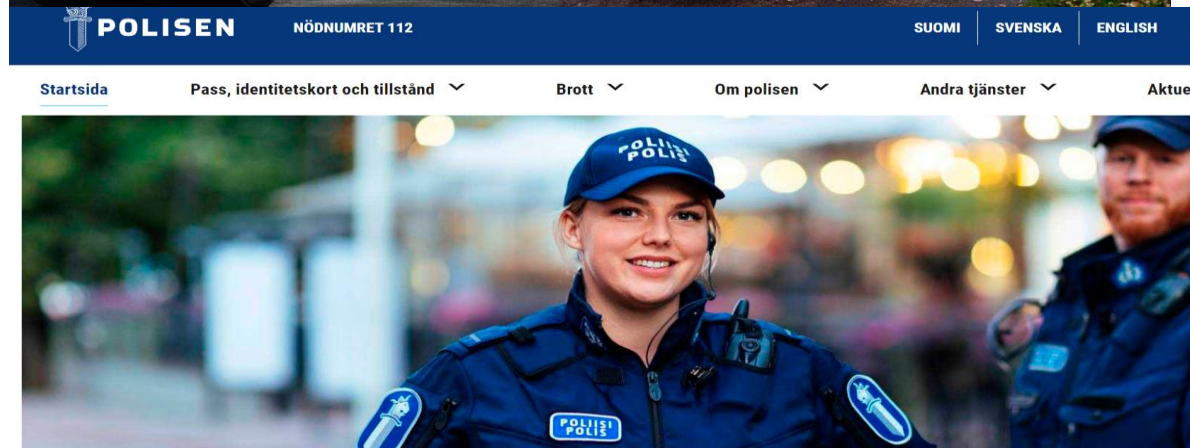 POLISEN NÖDNUMRET 112 SUOMI SVENSKA ENGLISH
Startsida Pass, identitetskort och tillstånd Brott Om polisen Andra tjänster Aktue
POLIISI
POLIS
POLIISI
POLIS